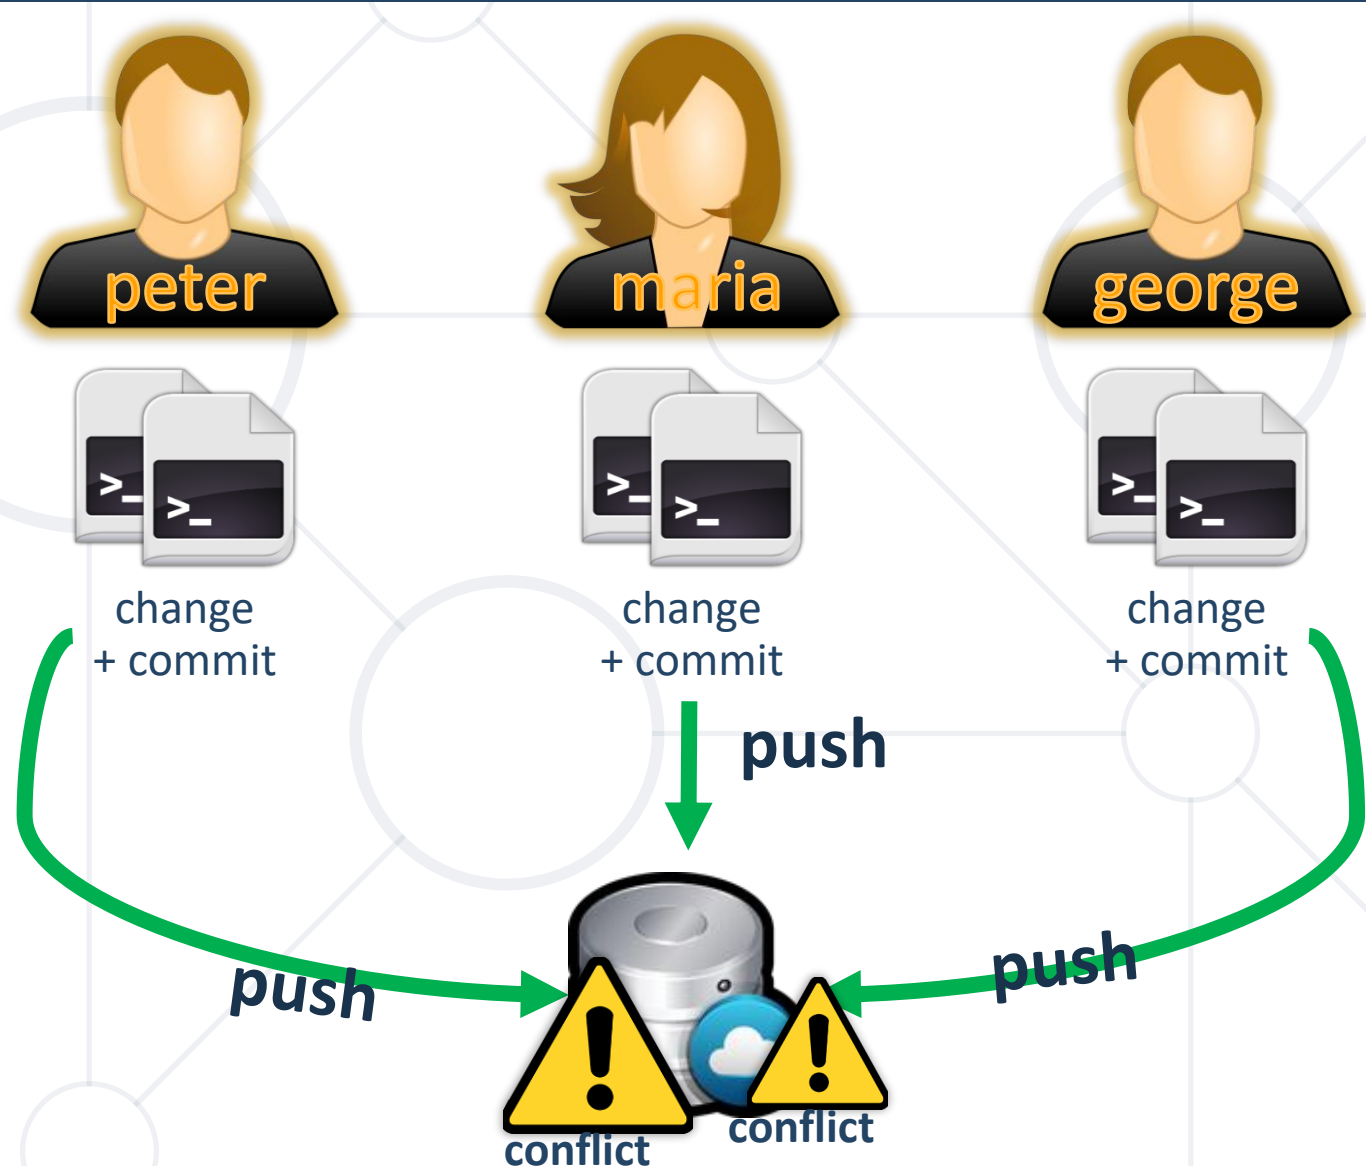 peter
maria
george
>_
>_
>_
>_
>_
>_
change
+ commit
change
+ commit
change
+ commit
push
push
push
conflict
conflict